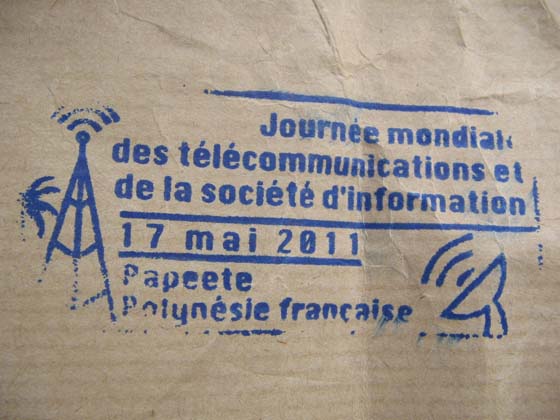 Journée mondiale
des télécommunications et
de la société d'information
17 mai 2011
Papeete
Polynésie française